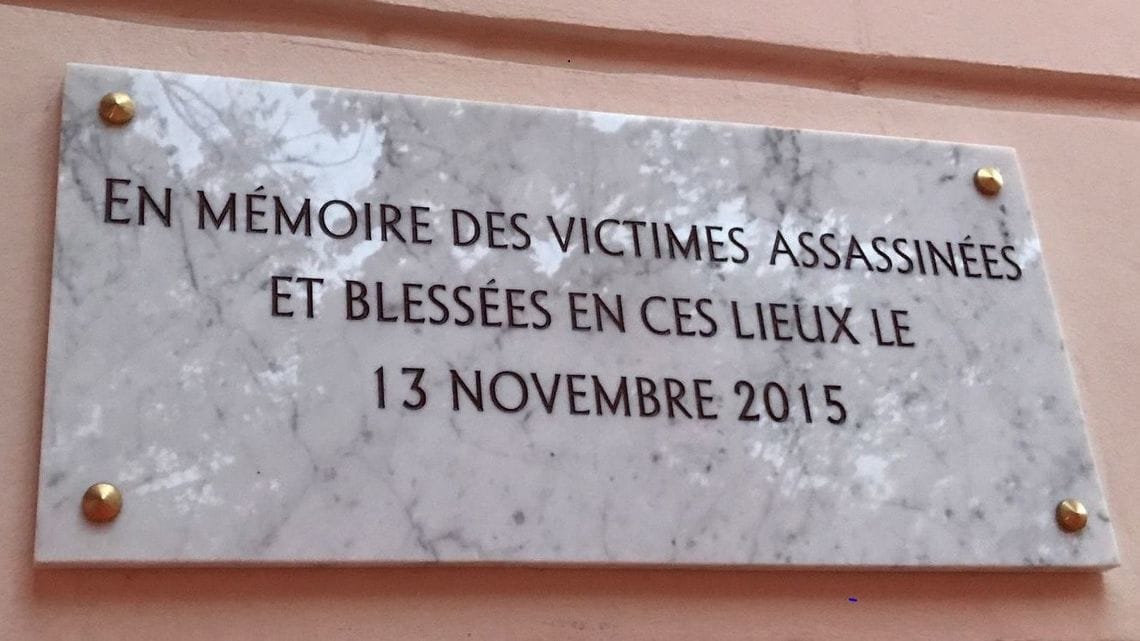 EN MÉMOIRE DES VICTIMES ASSASSINÉES
ET BLESSÉES EN CES LIEUX LE
13 NOVEMBRE 2015